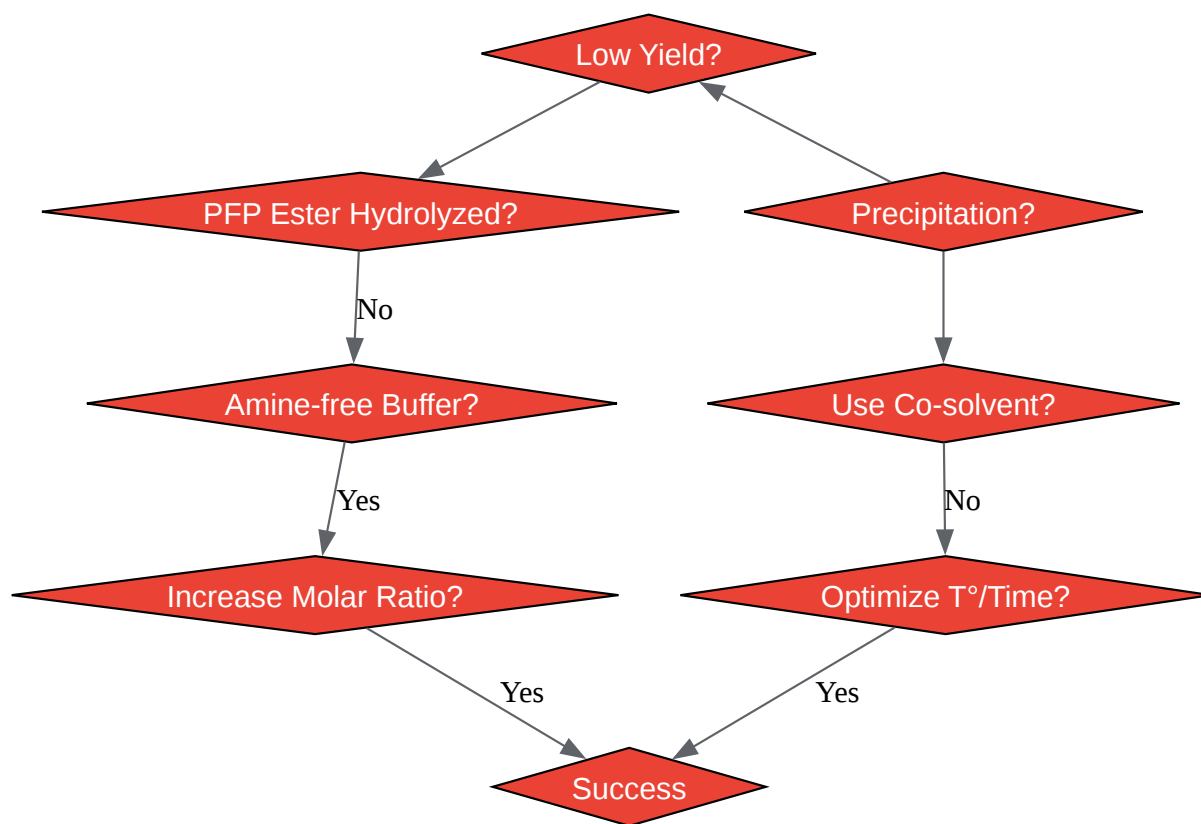 Low Yield?
PFP Ester Hydrolyzed?
Precipitation?
No
Amine-free Buffer?
Use Co-solvent?
Yes
No
Increase Molar Ratio?
Optimize T°/Time?
Yes
Yes
Success